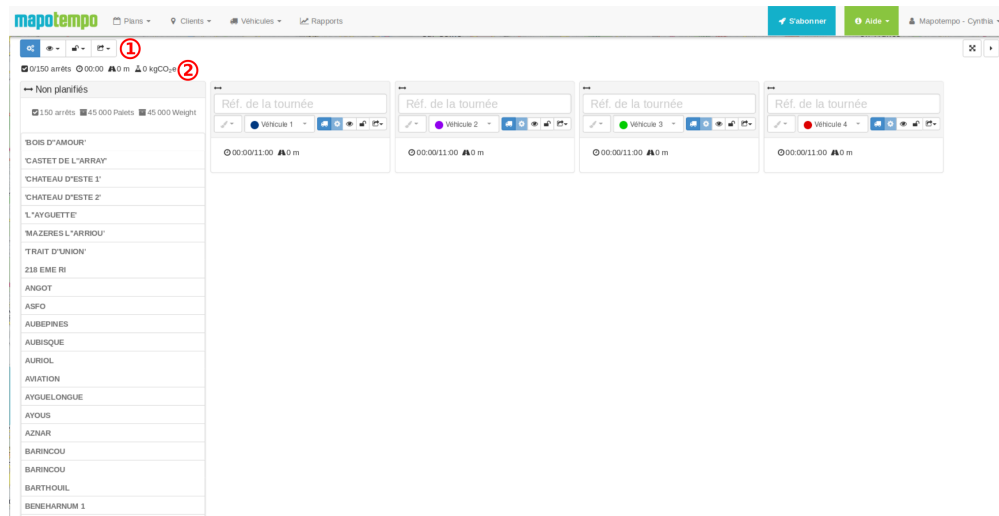 mapotempo Plans Clients Véhicules Rapports S'abonner Aide Mapotempo - Cynthia
1
0/150 arrêts 00:00 0 m 0 kgCO₂e 2
Non planifiés
150 arrêts 45 000 Palets 45 000 Weight
Réf. de la tournée Réf. de la tournée Réf. de la tournée Réf. de la tournée
Véhicule 1 Véhicule 2 Véhicule 3 Véhicule 4
00:00/11:00 0 m 00:00/11:00 0 m 00:00/11:00 0 m 00:00/11:00 0 m
'BOIS D''AMOUR'
'CASTET DE L''ARRAY'
'CHATEAU D''ESTE 1'
'CHATEAU D''ESTE 2'
'L''AYGUETTE'
'MAZERES L''ARRIOU'
'TRAIT D''UNION'
218 EME RI
ANGOT
ASFO
AUBEPINES
AUBISQUE
AURIOL
AVIATION
AYGUELONGUE
AYOUS
AZNAR
BARINCOU
BARINCOU
BARTHOUIL
BENEHARNUM 1